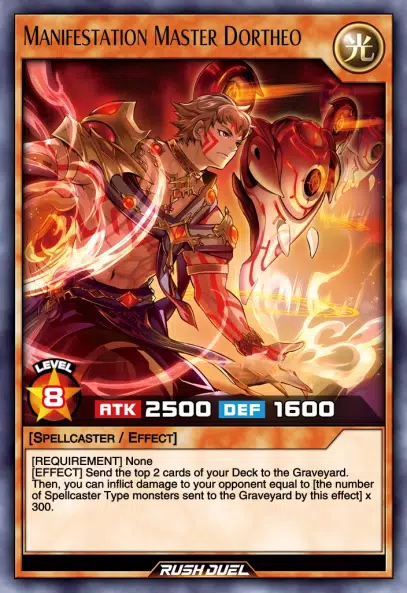 MANIFESTATION MASTER DORTHEO
光
LEVEL
8
ATK 2500 DEF 1600
[SPELLCASTER / EFFECT]
[REQUIREMENT] None
[EFFECT] Send the top 2 cards of your Deck to the Graveyard.
Then, you can inflict damage to your opponent equal to [the number
of Spellcaster Type monsters sent to the Graveyard by this effect] x
300.
RUSH DUEL